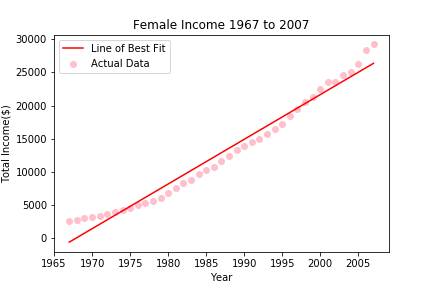 Female Income 1967 to 2007
Line of Best Fit
Actual Data
Total Income($)
30000
25000
20000
15000
10000
5000
0
1965 1970 1975 1980 1985 1990 1995 2000 2005
Year